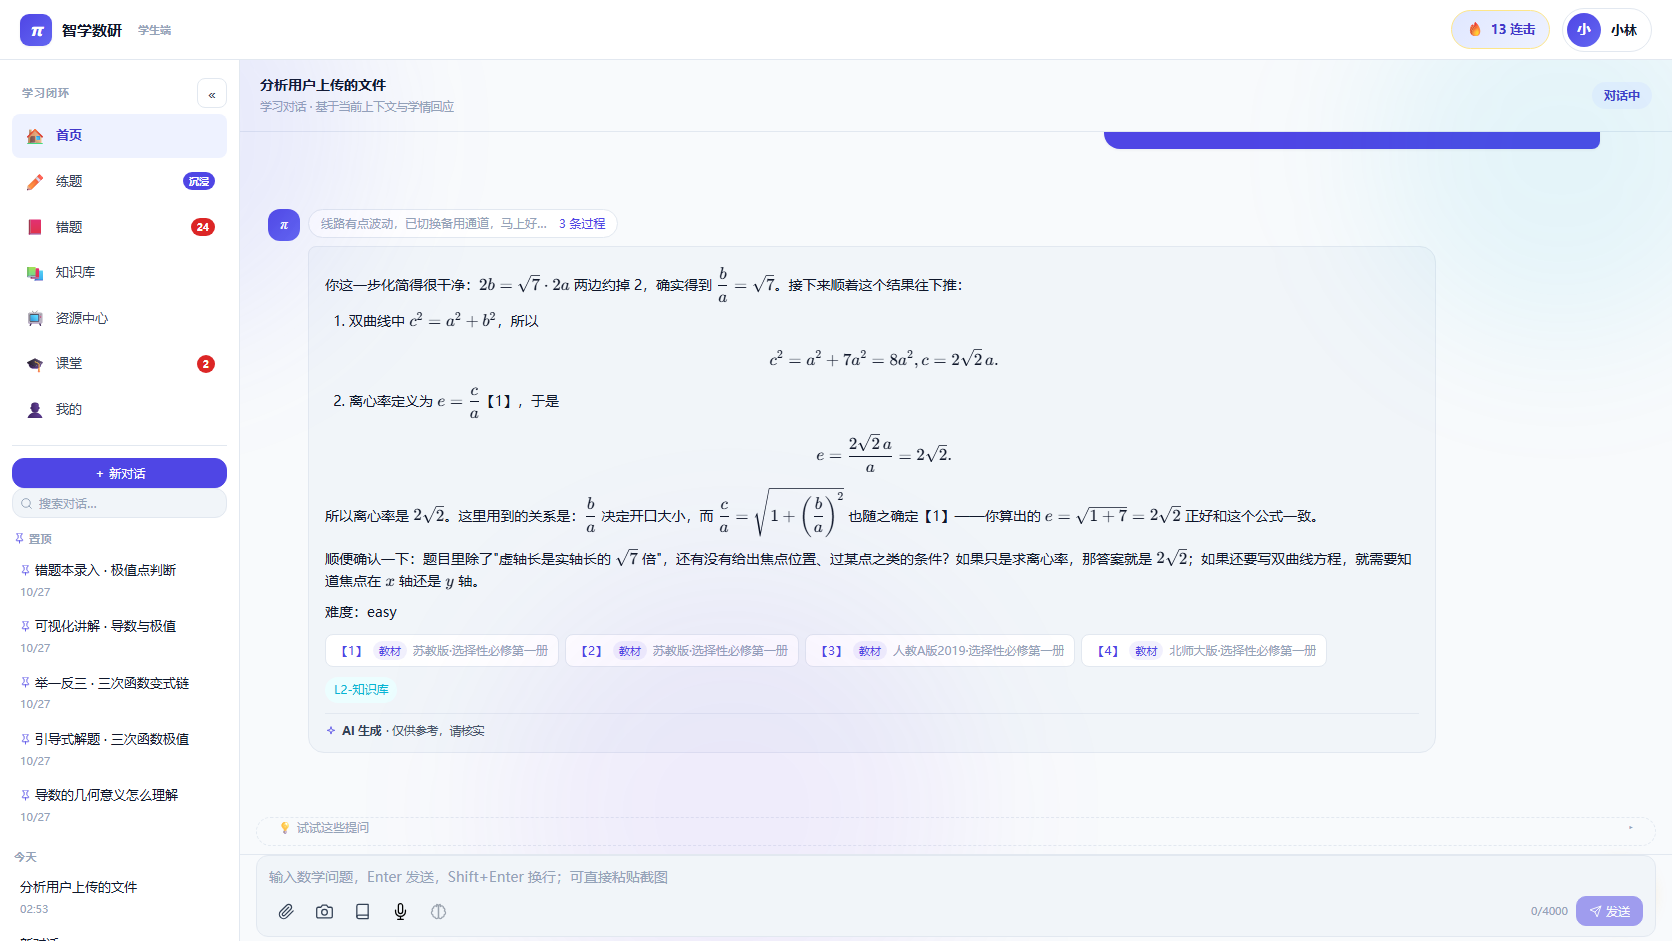 π 智学数研 学生端
13 连击
小 小林
学习闭环
«
首页
练题 沉浸
错题 24
知识库
资源中心
课堂 2
我的
+ 新对话
搜索对话...
置顶
错题本录入 · 极值点判断
10/27
可视化讲解 · 导数与极值
10/27
举一反三 · 三次函数变式链
10/27
引导式解题 · 三次函数极值
10/27
导数的几何意义怎么理解
10/27
今天
分析用户上传的文件
02:53
分析用户上传的文件
学习对话 · 基于当前上下文与学情回应
对话中
π
线路有点波动，已切换备用通道，马上好... 3 条过程
你这一步化简得很干净：2b = √7 · 2a 两边约掉 2，确实得到 b/a = √7。接下来顺着这个结果往下推：
1. 双曲线中 c² = a² + b²，所以
c² = a² + 7a² = 8a², c = 2√2 a.
2. 离心率定义为 e = c/a【1】，于是
e = 2√2 a/a = 2√2.
所以离心率是 2√2。这里用到的关系是：b/a 决定开口大小，而 c/a = √(1 + (b/a)²) 也随之确定【1】——你算出的 e = √(1 + 7) = 2√2 正好和这个公式一致。
顺便确认一下：题目里除了"虚轴长是实轴长的 √7 倍"，还有没有给出焦点位置、过某点之类的条件？如果只是求离心率，那答案就是 2√2；如果还要写双曲线方程，就需要知
道焦点在 x 轴还是 y 轴。
难度：easy
【1】 教材 苏教版·选择性必修第一册
【2】 教材 苏教版·选择性必修第一册
【3】 教材 人教A版2019·选择性必修第一册
【4】 教材 北师大版·选择性必修第一册
L2-知识库
AI 生成 · 仅供参考，请核实
试试这些提问
输入数学问题，Enter 发送，Shift+Enter 换行；可直接粘贴截图
0/4000
发送